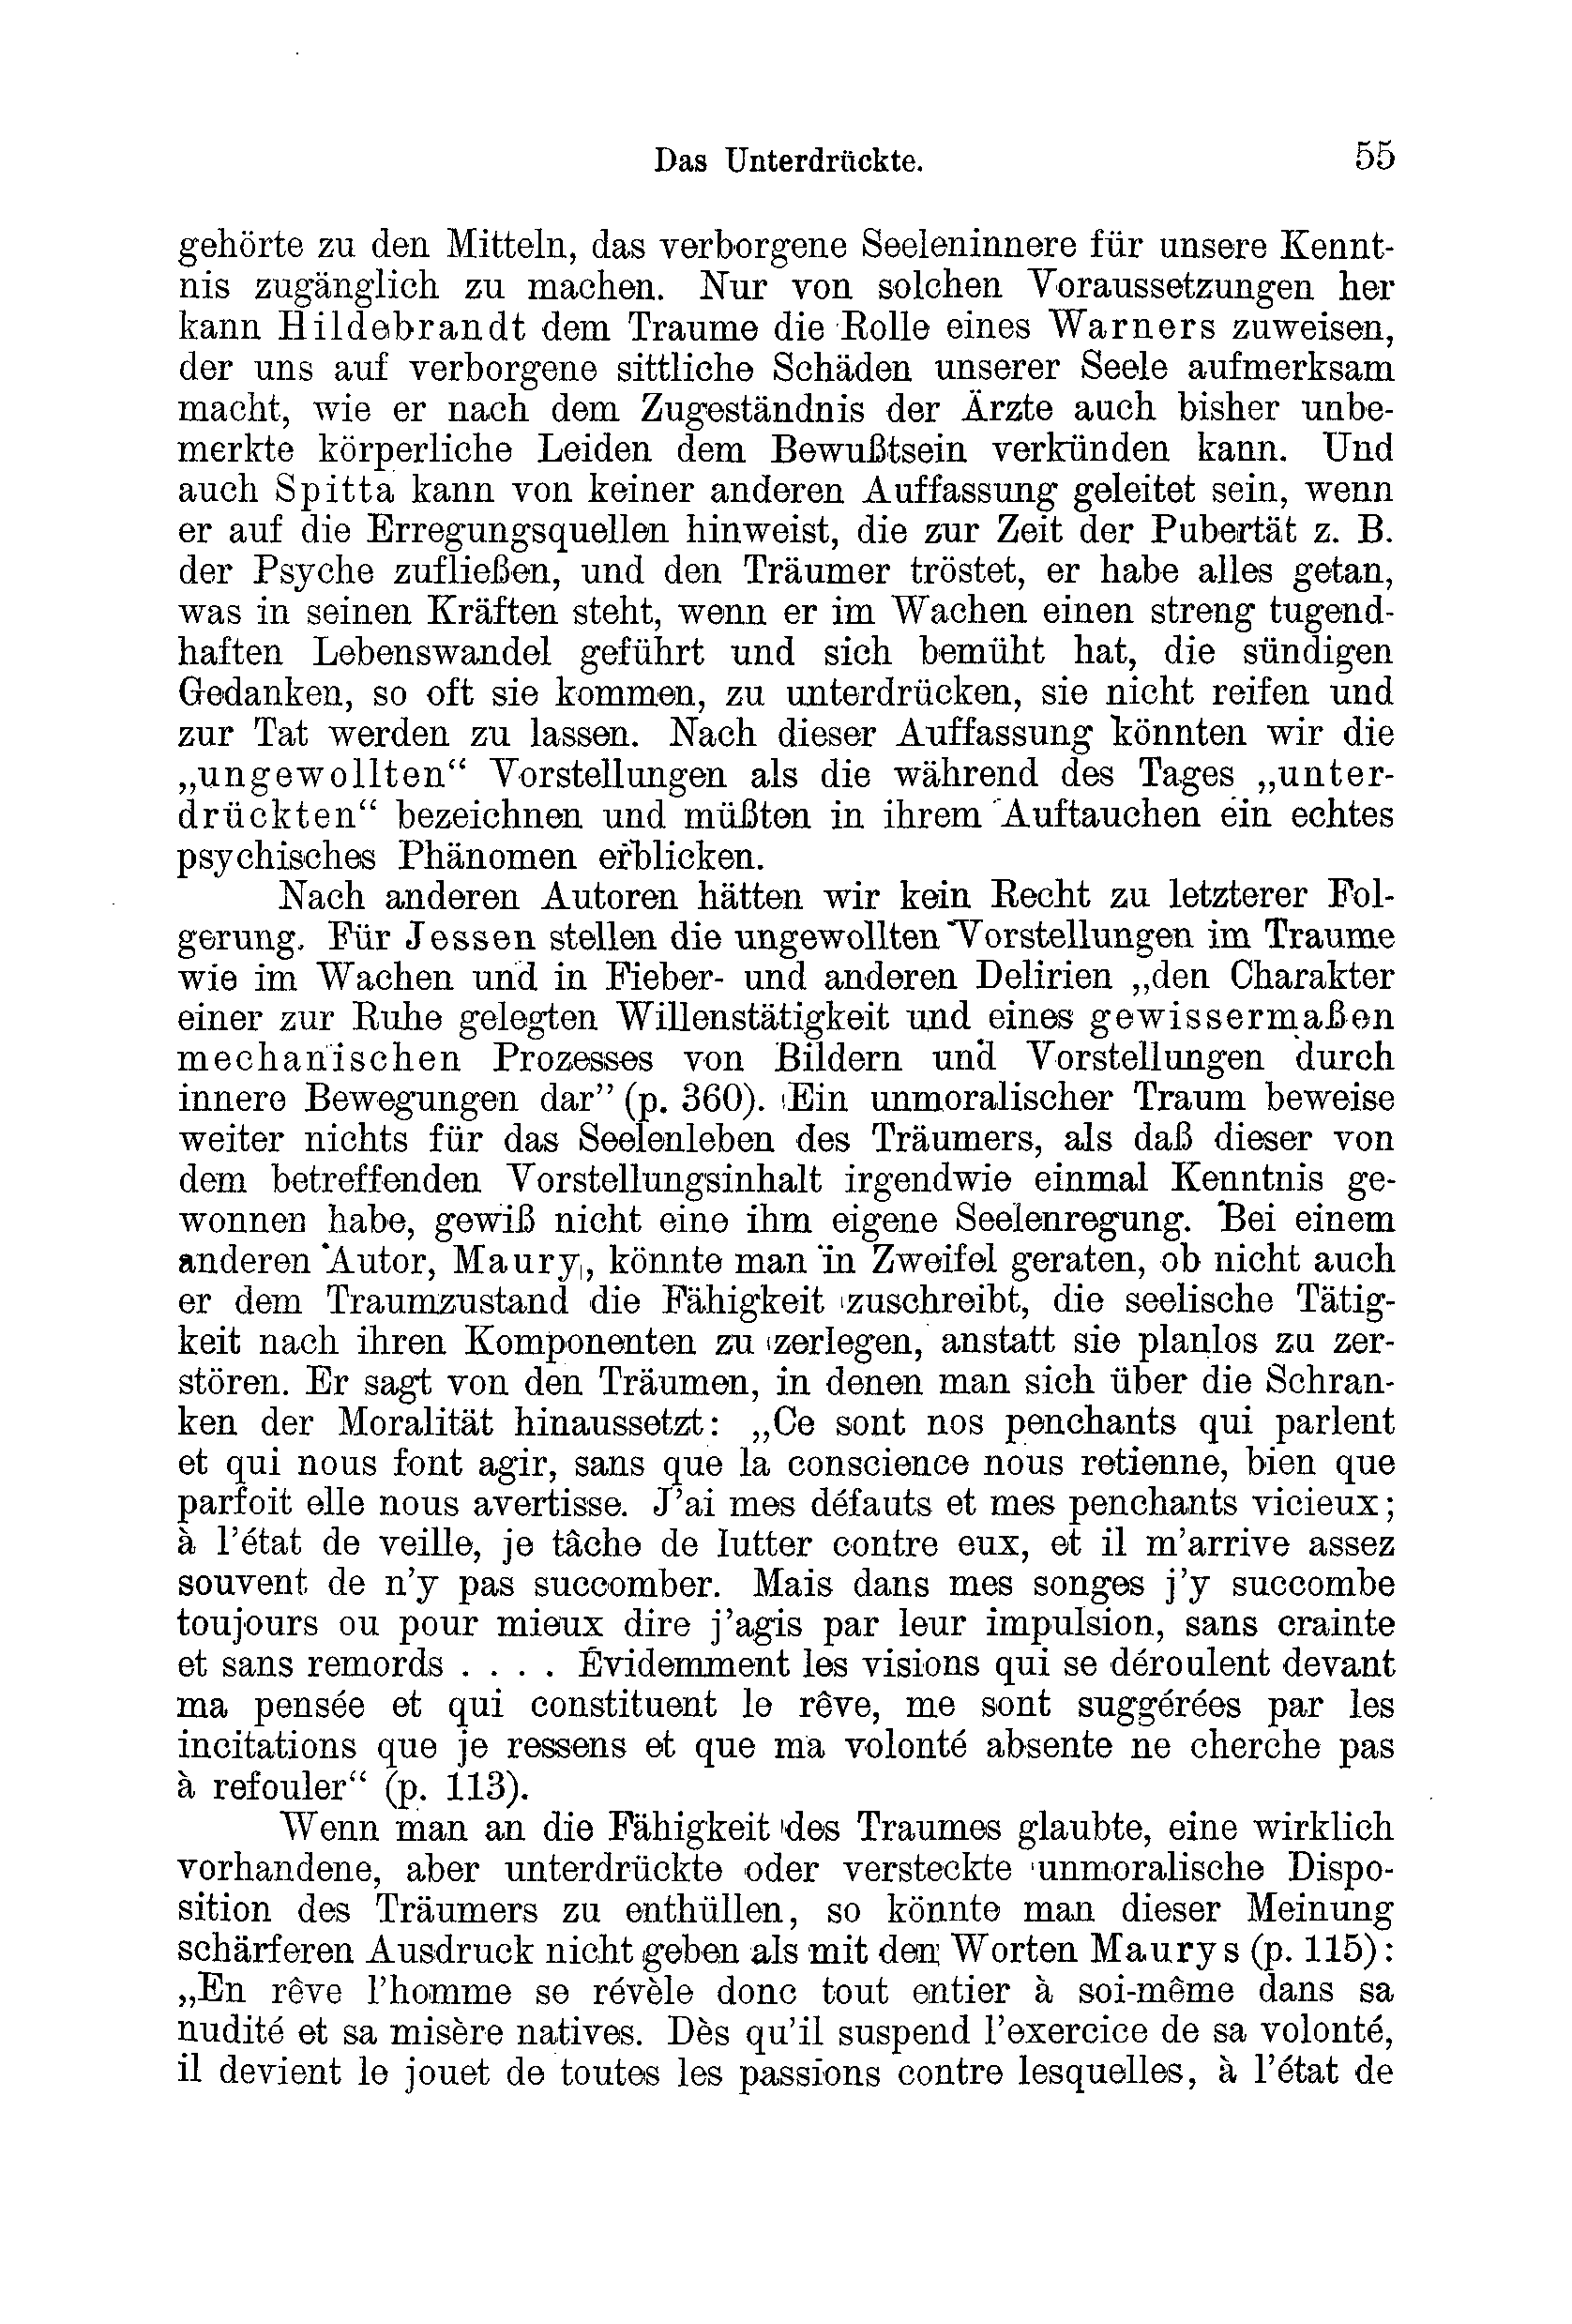 Das Unterdrückte. 55
gehörte zu den Mitteln, das verborgene Seeleninnere für unsere Kennt-
nis zugänglich zu machen. Nur von solchen Voraussetzungen her
kann Hildebrandt dem Traume die Rolle eines Warners zuweisen,
der uns auf verborgene sittliche Schäden unserer Seele aufmerksam
macht, wie er nach dem Zugeständnis der Ärzte auch bisher unbe-
merkte körperliche Leiden dem Bewußtsein verkünden kann. Und
auch Spitta kann von keiner anderen Auffassung geleitet sein, wenn
er auf die Erregungsquellen hinweist, die zur Zeit der Pubertät z. B.
der Psyche zufließen, und den Träumer tröstet, er habe alles getan,
was in seinen Kräften steht, wenn er im Wachen einen streng tugend-
haften Lebenswandel geführt und sich bemüht hat, die sündigen
Gedanken, so oft sie kommen, zu unterdrücken, sie nicht reifen und
zur Tat werden zu lassen. Nach dieser Auffassung könnten wir die
„ungewollten“ Vorstellungen als die während des Tages „unter-
drückten“ bezeichnen und müßten in ihrem Auftauchen ein echtes
psychisches Phänomen erblicken.
Nach anderen Autoren hätten wir kein Recht zu letzterer Fol-
gerung. Für Jessen stellen die ungewollten Vorstellungen im Traume
wie im Wachen und in Fieber- und anderen Delirien „den Charakter
einer zur Ruhe gelegten Willenstätigkeit und eines gewissermaßen
mechanischen Prozesses von Bildern und Vorstellungen durch
innere Bewegungen dar” (p. 360). Ein unmoralischer Traum beweise
weiter nichts für das Seelenleben des Träumers, als daß dieser von
dem betreffenden Vorstellungsinhalt irgendwie einmal Kenntnis ge-
wonnen habe, gewiß nicht eine ihm eigene Seelenregung. Bei einem
anderen Autor, Maury, könnte man in Zweifel geraten, ob nicht auch
er dem Traumzustand die Fähigkeit zuschreibt, die seelische Tätig-
keit nach ihren Komponenten zu zerlegen, anstatt sie planlos zu zer-
stören. Er sagt von den Träumen, in denen man sich über die Schran-
ken der Moralität hinaussetzt: „Ce sont nos penchants qui parlent
et qui nous font agir, sans que la conscience nous retienne, bien que
parfoit elle nous avertisse. J’ai mes défauts et mes penchants vicieux;
à l’état de veille, je tâche de lutter contre eux, et il m’arrive assez
souvent de n’y pas succomber. Mais dans mes songes j’y succombe
toujours ou pour mieux dire j’agis par leur impulsion, sans crainte
et sans remords . . . . Évidemment les visions qui se déroulent devant
ma pensée et qui constituent le rêve, me sont suggérées par les
incitations que je ressens et que ma volonté absente ne cherche pas
à refouler“ (p. 113).
Wenn man an die Fähigkeit des Traumes glaubte, eine wirklich
vorhandene, aber unterdrückte oder versteckte unmoralische Dispo-
sition des Träumers zu enthüllen, so könnte man dieser Meinung
schärferen Ausdruck nicht geben als mit den Worten Maurys (p. 115):
„En rêve l’homme se révèle donc tout entier à soi-même dans sa
nudité et sa misère natives. Dès qu’il suspend l’exercice de sa volonté,
il devient le jouet de toutes les passions contre lesquelles, à l’état de